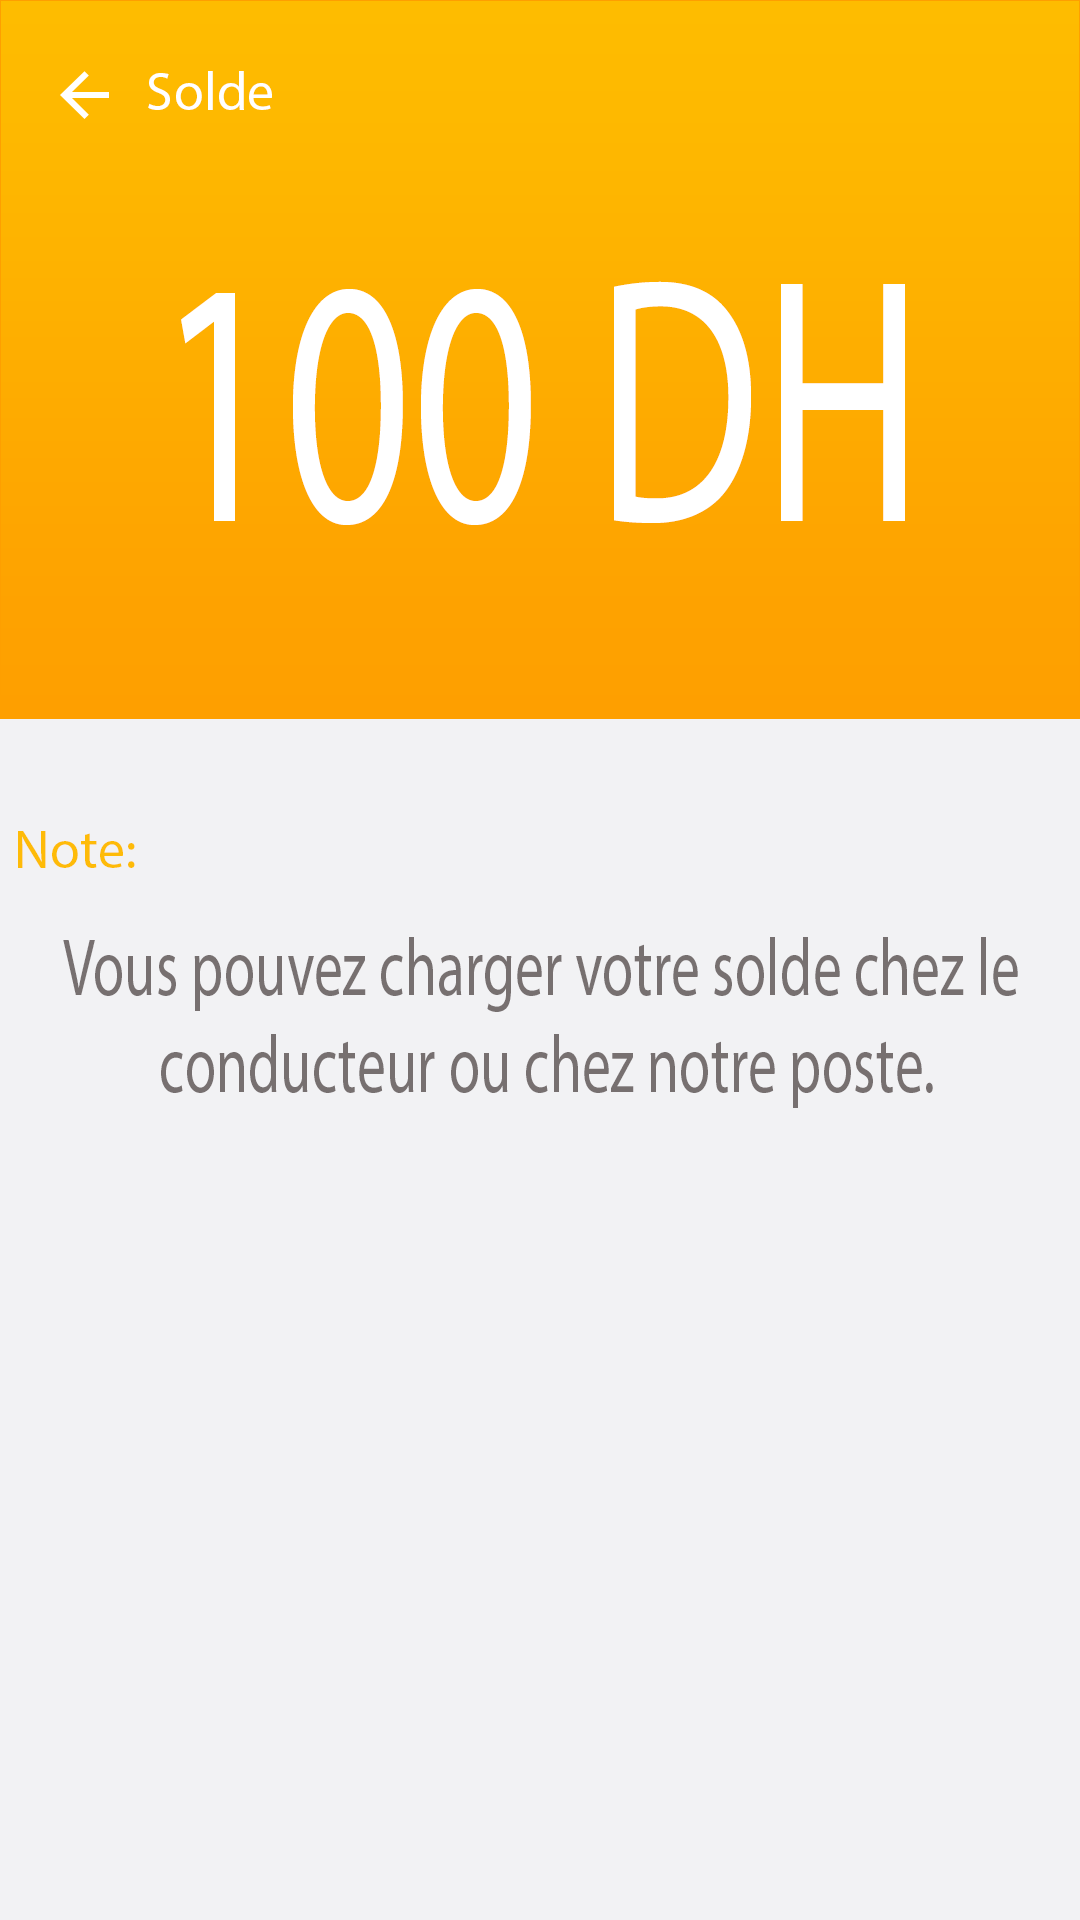 Solde
100 DH
Note:
Vous pouvez charger votre solde chez le
conducteur ou chez notre poste.